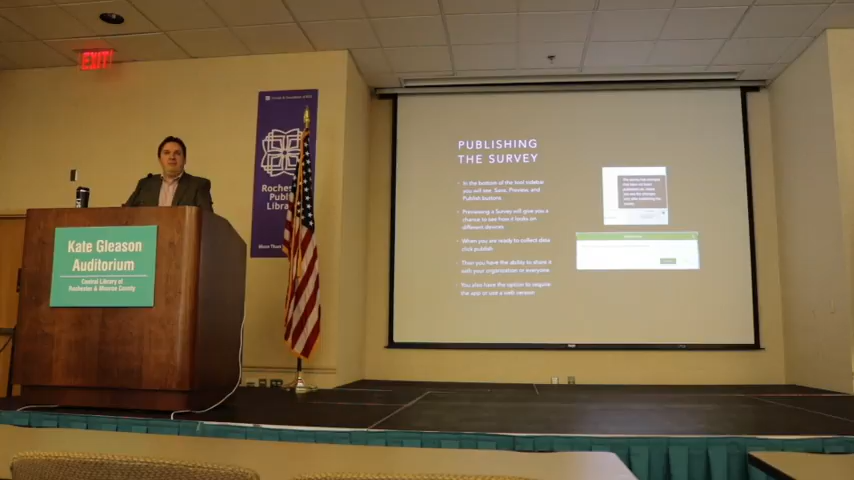 EXIT
Rochester
Public
Library
More Than
Kate Gleason
Auditorium
Central Library of
Rochester & Monroe County
PUBLISHING
THE SURVEY
In the bottom of the tool sidebar
you will see Save, Preview, and
Publish buttons
Previewing a Survey will give you a
chance to see how it looks on
different devices
When you are ready to collect data
click publish
Then you have the ability to share it
with your organization or everyone
You also have the option to require
the app or use a web version